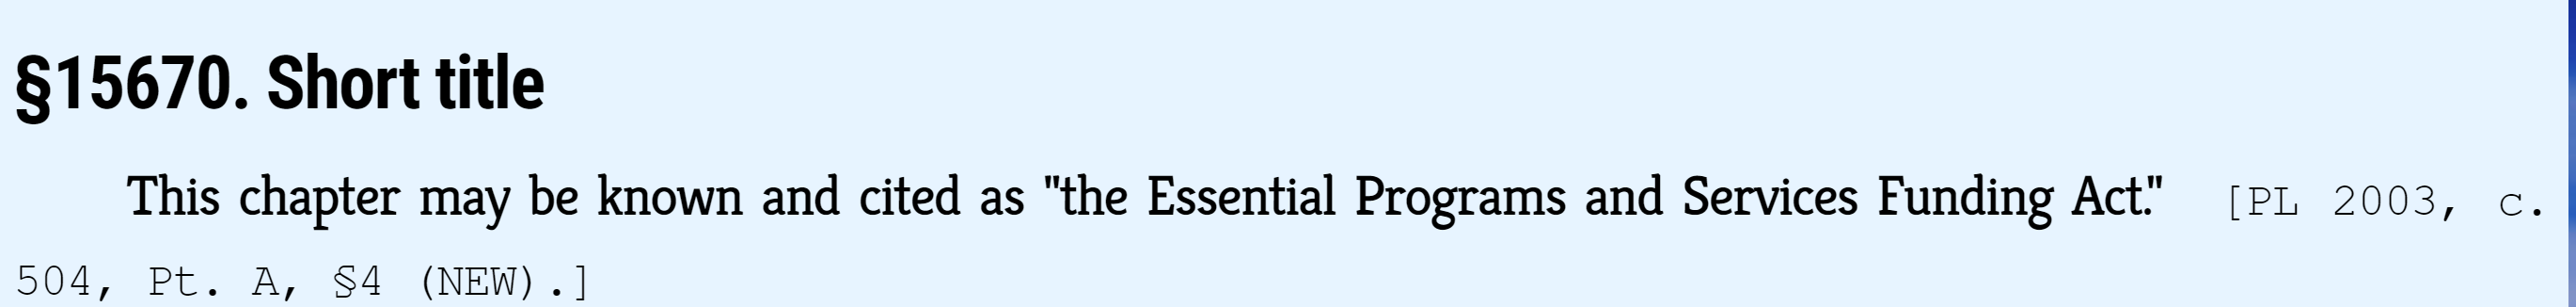 §15670. Short title
This chapter may be known and cited as "the Essential Programs and Services Funding Act." [PL 2003, c.
504, Pt. A, §4 (NEW).]